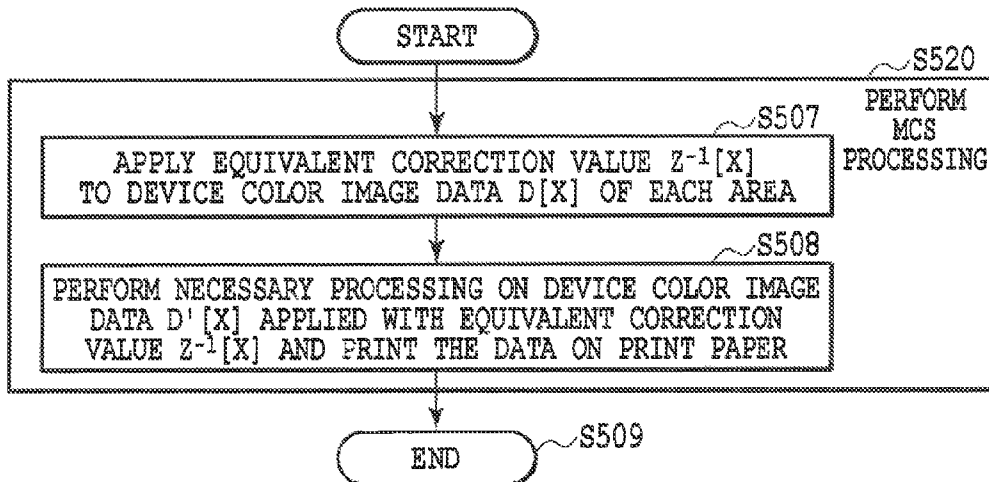 START
S520
PERFORM
MCS
PROCESSING
S507
APPLY EQUIVALENT CORRECTION VALUE Z-1[X]
TO DEVICE COLOR IMAGE DATA D[X] OF EACH AREA
S508
PERFORM NECESSARY PROCESSING ON DEVICE COLOR IMAGE
DATA D'[X] APPLIED WITH EQUIVALENT CORRECTION
VALUE Z-1[X] AND PRINT THE DATA ON PRINT PAPER
END
S509